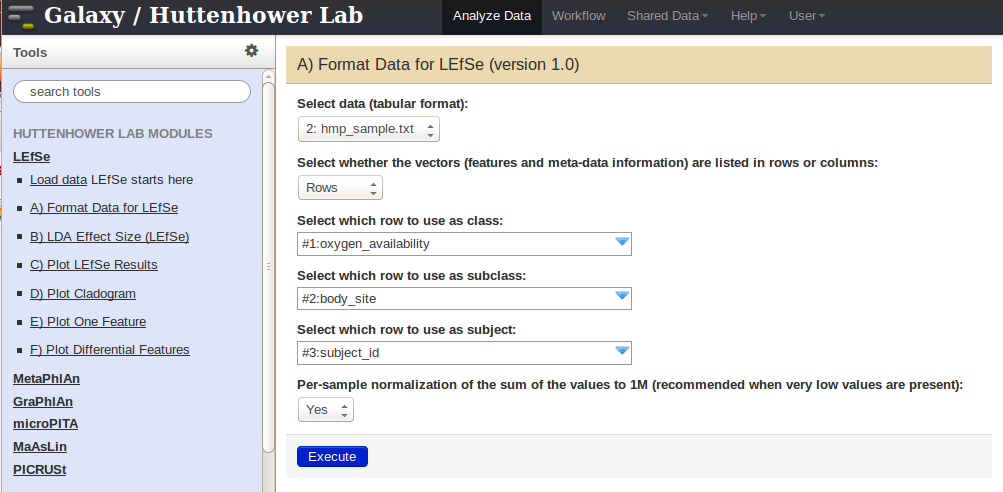 Galaxy / Huttenhower Lab
Analyze Data Workflow Shared Data Help User
Tools
search tools
HUTTENHOWER LAB MODULES
LEfSe
Load data LEfSe starts here
A) Format Data for LEfSe
B) LDA Effect Size (LEfSe)
C) Plot LEfSe Results
D) Plot Cladogram
E) Plot One Feature
F) Plot Differential Features
MetaPhlAn
GraPhlAn
microPITA
MaAsLin
PICRUSt
A) Format Data for LEfSe (version 1.0)
Select data (tabular format):
2: hmp_sample.txt
Select whether the vectors (features and meta-data information) are listed in rows or columns:
Rows
Select which row to use as class:
#1:oxygen_availability
Select which row to use as subclass:
#2:body_site
Select which row to use as subject:
#3:subject_id
Per-sample normalization of the sum of the values to 1M (recommended when very low values are present):
Yes
Execute